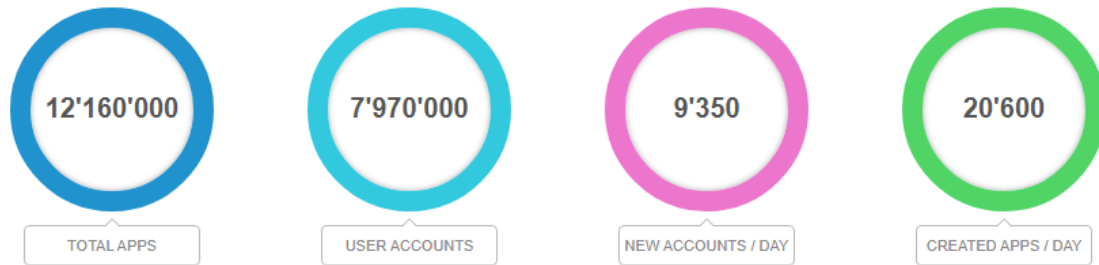 12'160'000
7'970'000
9'350
20'600
TOTAL APPS
USER ACCOUNTS
NEW ACCOUNTS / DAY
CREATED APPS / DAY